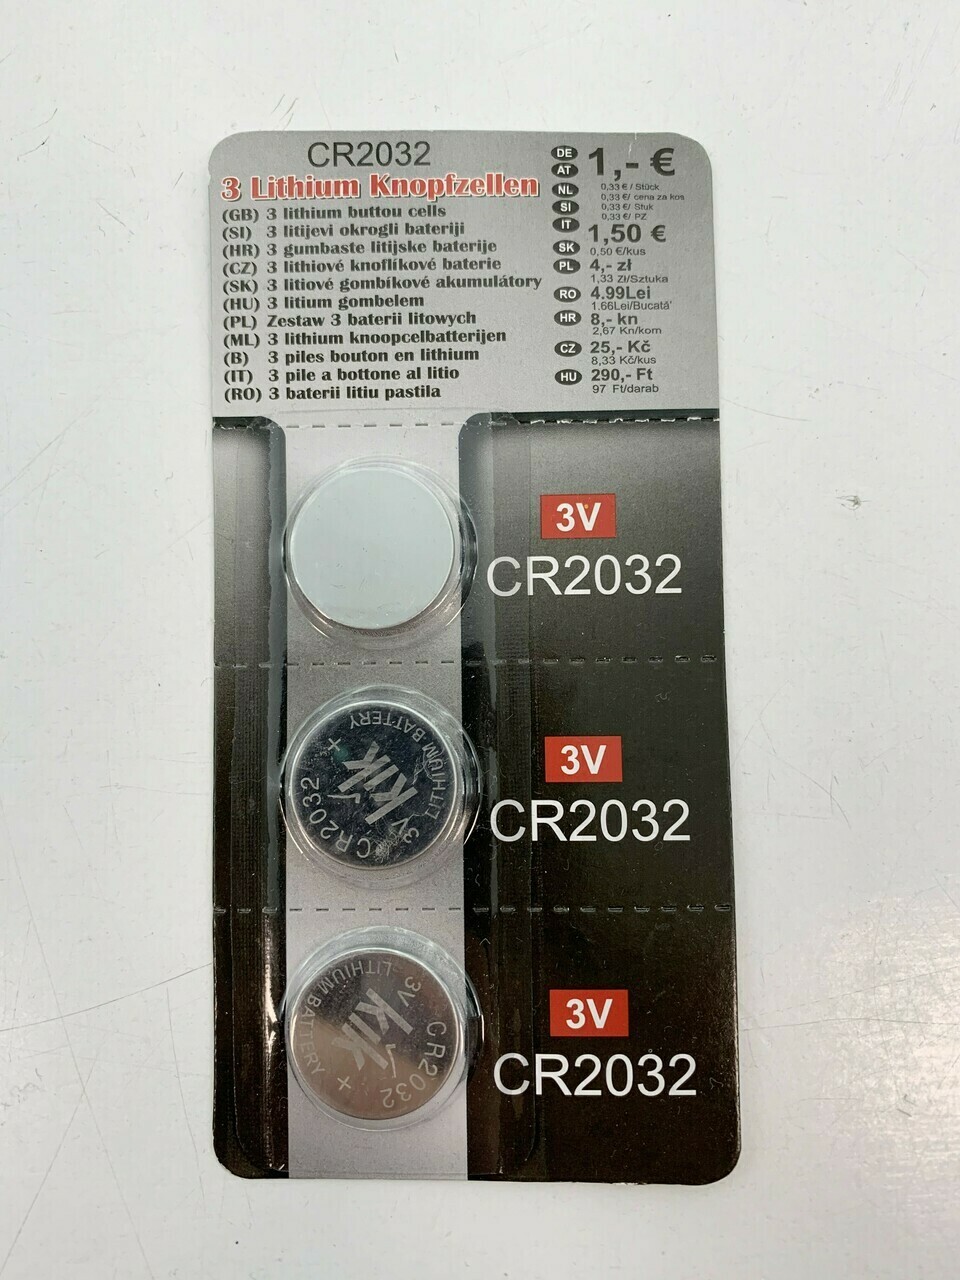 CR2032
3 Lithium Knopfzellen
(GB) 3 lithium buttou cells
(SI) 3 litijevi okrogli bateriji
(HR) 3 gumbaste litijske baterije
(CZ) 3 lithiové knoflíkové baterie
(SK) 3 litiové gombíkové akumulátory
(HU) 3 litium gombelem
(PL) Zestaw 3 baterii litowych
(ML) 3 lithium knoopcelbatterijen
(B) 3 piles bouton en lithium
(IT) 3 pile a bottone al litio
(RO) 3 baterii litiu pastila
DE AT 1,- €
0,33 € / Stück
NL 0,33 € / cena za kos
SI 0,33 € / Stuk
0,33 € / PZ
IT 1,50 €
SK 0,50 €/kus
PL 4,- zł
1,33 Zł/Sztuka
RO 4.99Lei
1.66Lei/Bucată'
HR 8,- kn
2,67 Kn/kom
CZ 25,- Kč
8,33 Kč/kus
HU 290,- Ft
97 Ft/darab
3V
CR2032
LITHIUM BATTERY
kik
3V
CR2032
+
3V
CR2032
LITHIUM BATTERY
kik
3V
CR2032
+
3V
CR2032